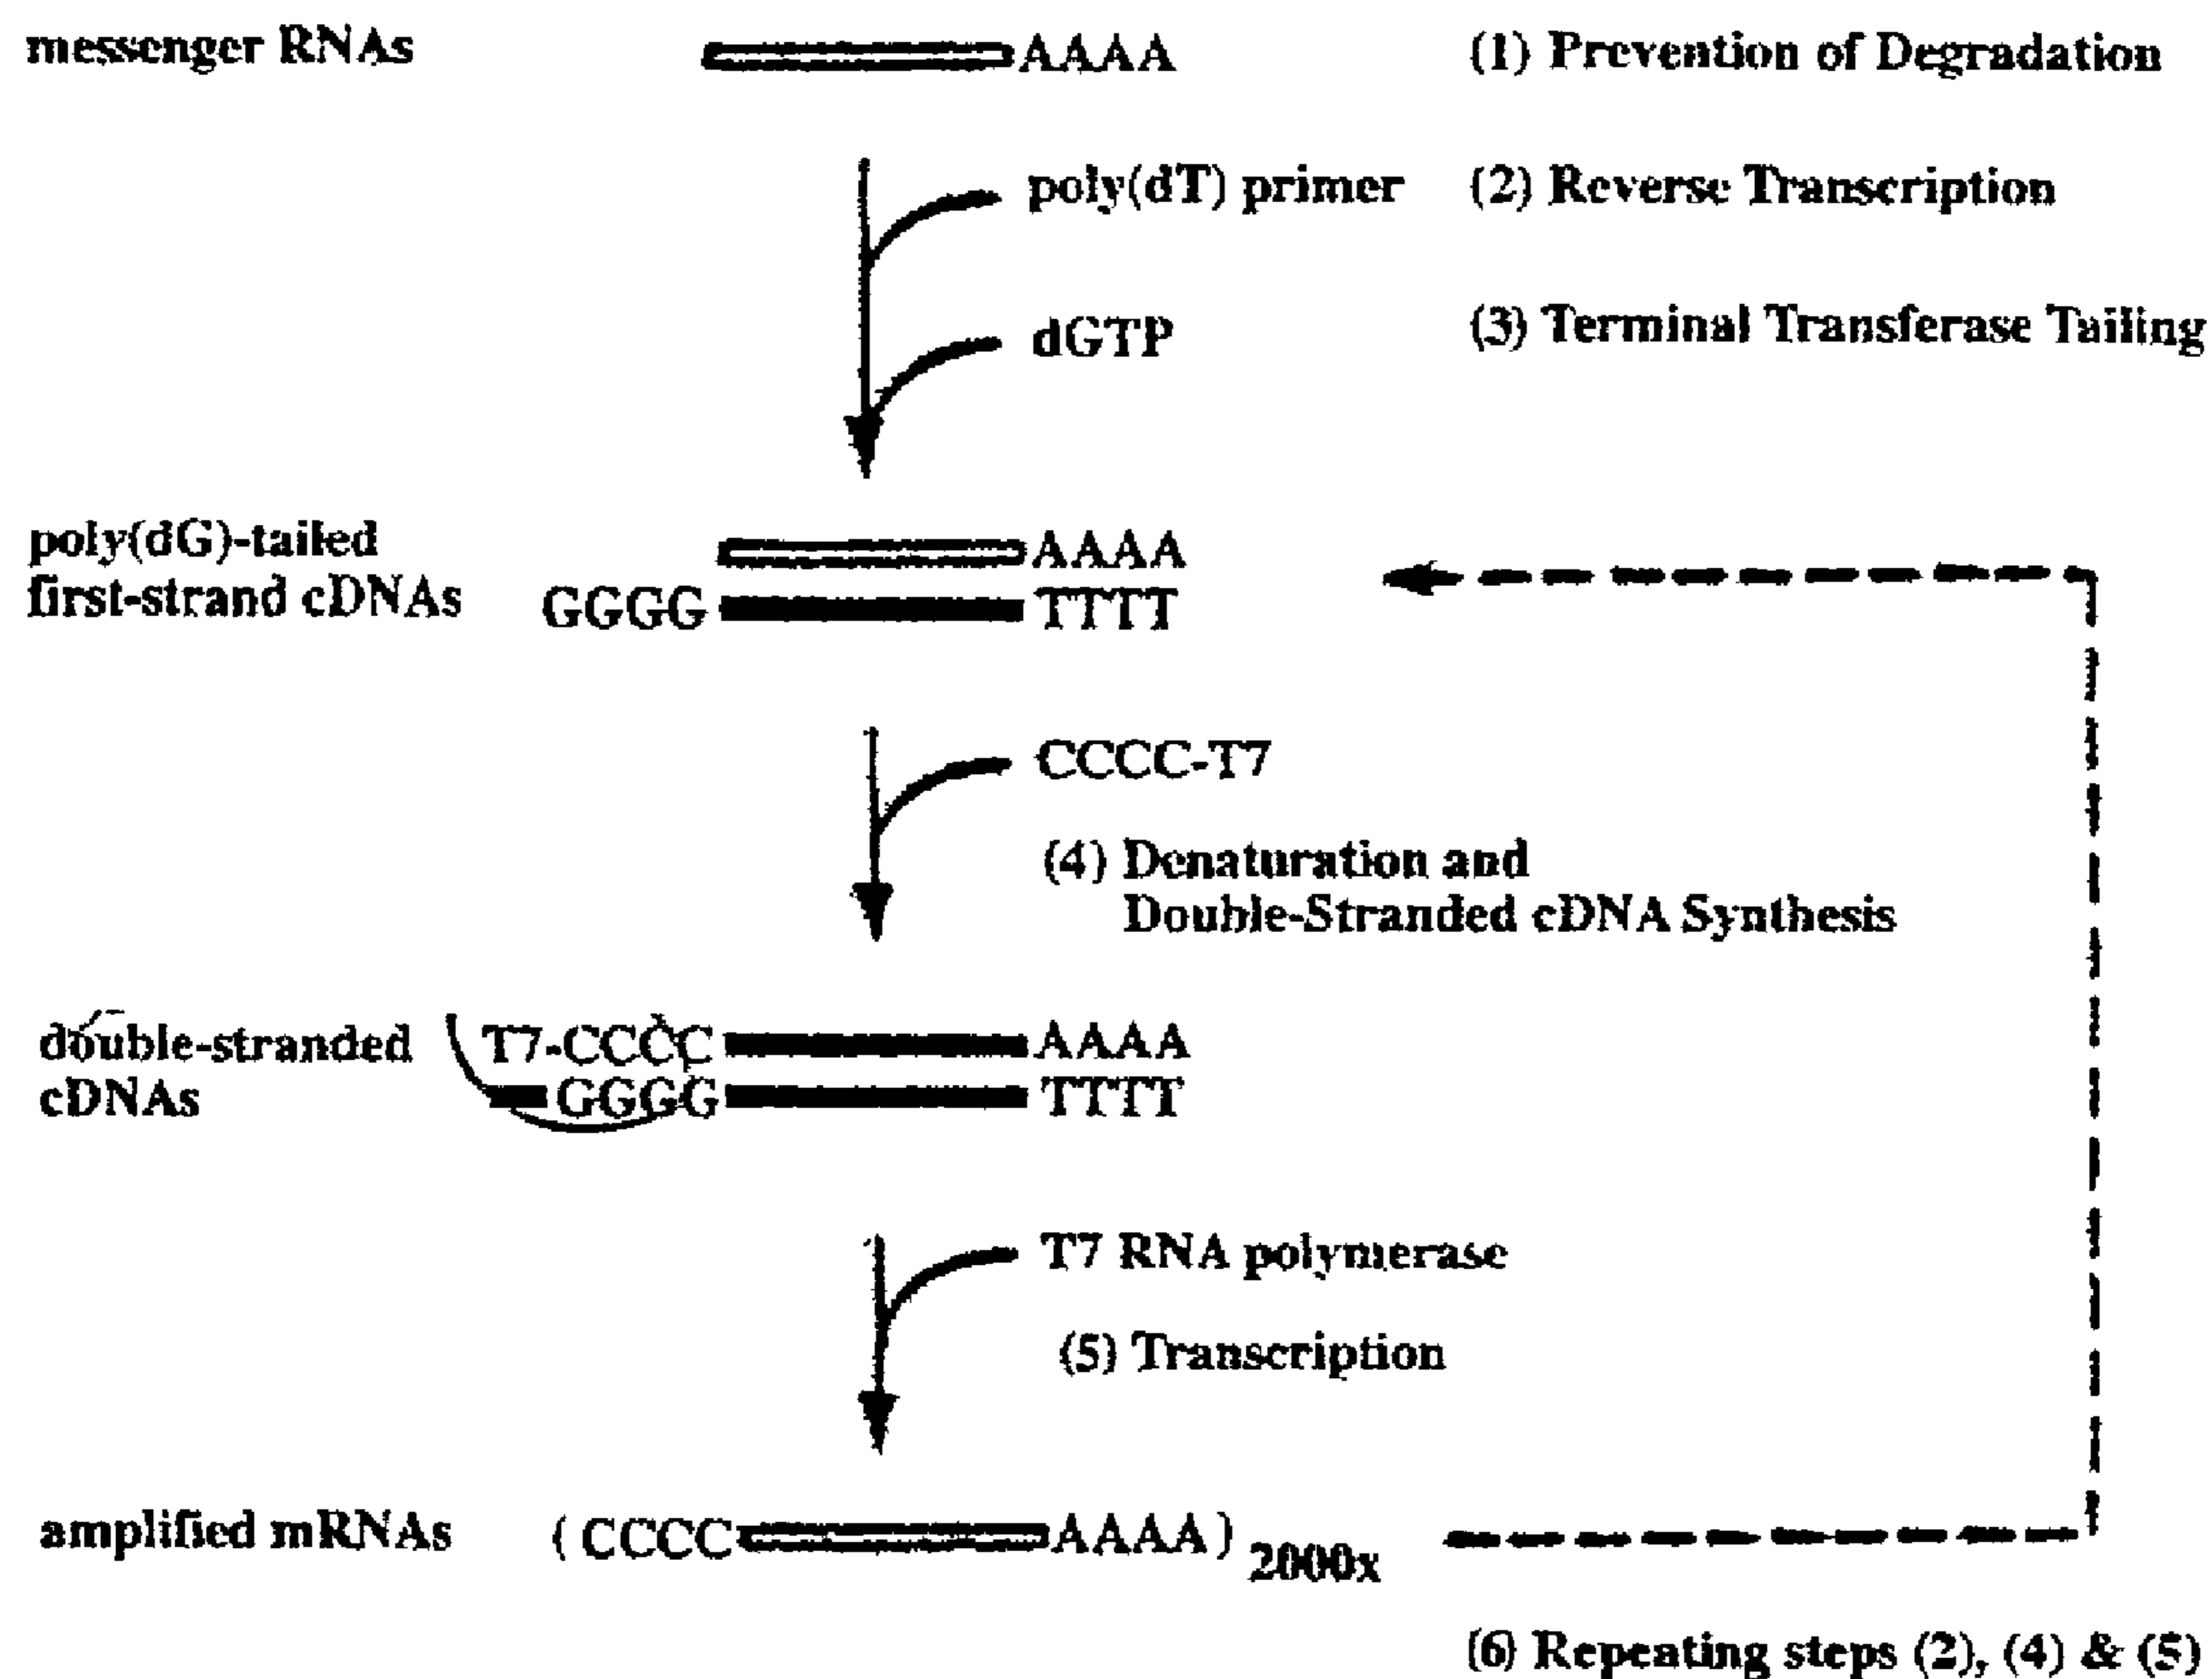 messenger RNAs
AAAA
(1) Prevention of Degradation
poly(dT) primer
(2) Reverse Transcription
dGTP
(3) Terminal Transferase Tailing
poly(dG)-tailed
first-strand cDNAs
AAAA
GGGG TTTT
CCCC-T7
(4) Denaturation and
Double-Stranded cDNA Synthesis
double-stranded
cDNAs
T7-CCCC AAAA
GGGG TTTT
T7 RNA polymerase
(5) Transcription
amplified mRNAs
(CCCC AAAA) 2000x
(6) Repeating steps (2), (4) & (5)